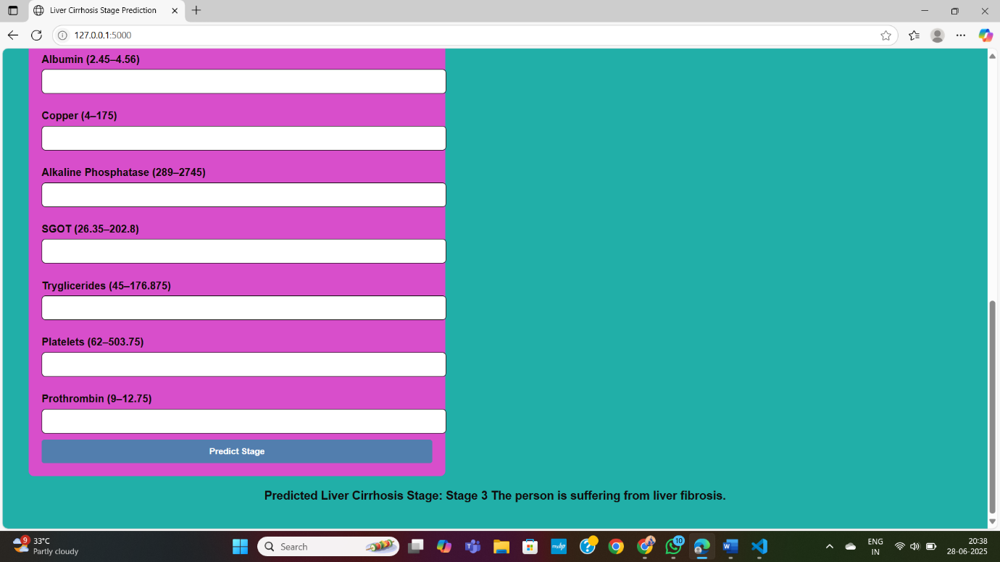 Liver Cirrhosis Stage Prediction
127.0.0.1:5000
Albumin (2.45–4.56)
Copper (4–175)
Alkaline Phosphatase (289–2745)
SGOT (26.35–202.8)
Tryglicerides (45–176.875)
Platelets (62–503.75)
Prothrombin (9–12.75)
Predict Stage
Predicted Liver Cirrhosis Stage: Stage 3 The person is suffering from liver fibrosis.
9
33°C
Partly cloudy
Search
myhp
10
ENG
IN
20:38
28-06-2025